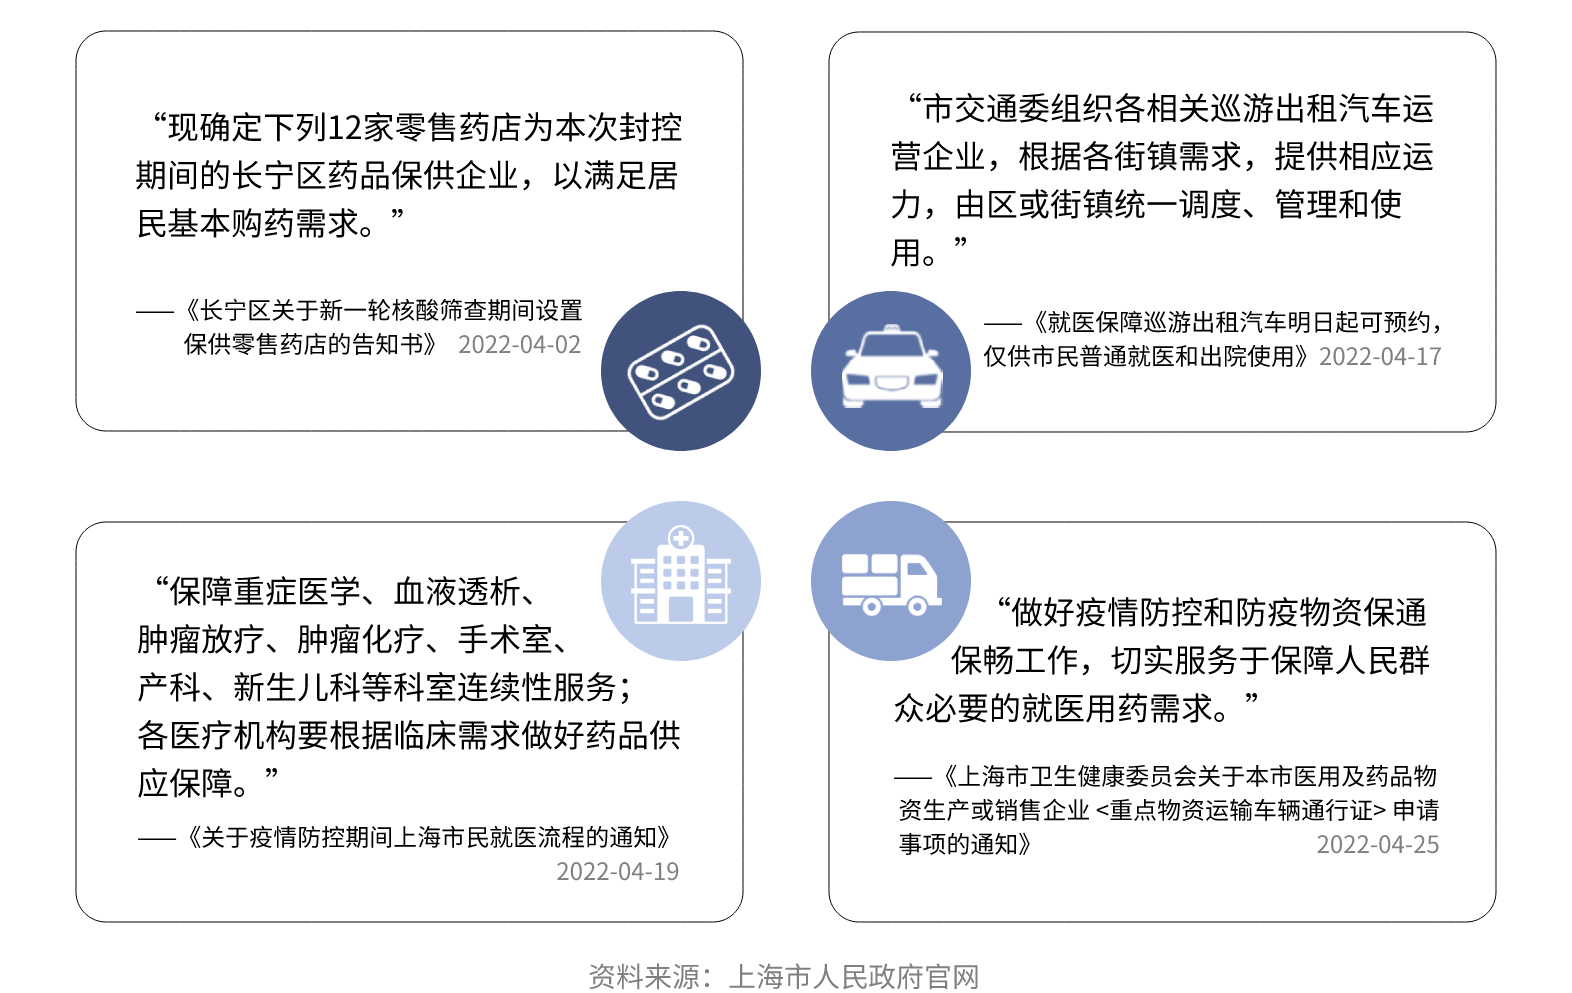 “现确定下列12家零售药店为本次封控
期间的长宁区药品保供企业，以满足居
民基本购药需求。”
——《长宁区关于新一轮核酸筛查期间设置
保供零售药店的告知书》 2022-04-02
“市交通委组织各相关巡游出租汽车运
营企业，根据各街镇需求，提供相应运
力，由区或街镇统一调度、管理和使
用。”
——《就医保障巡游出租汽车明日起可预约，
仅供市民普通就医和出院使用》2022-04-17
“保障重症医学、血液透析、
肿瘤放疗、肿瘤化疗、手术室、
产科、新生儿科等科室连续性服务；
各医疗机构要根据临床需求做好药品供
应保障。”
——《关于疫情防控期间上海市民就医流程的通知》
2022-04-19
“做好疫情防控和防疫物资保通
保畅工作，切实服务于保障人民群
众必要的就医用药需求。”
——《上海市卫生健康委员会关于本市医用及药品物
资生产或销售企业 <重点物资运输车辆通行证> 申请
事项的通知》 2022-04-25
资料来源：上海市人民政府官网